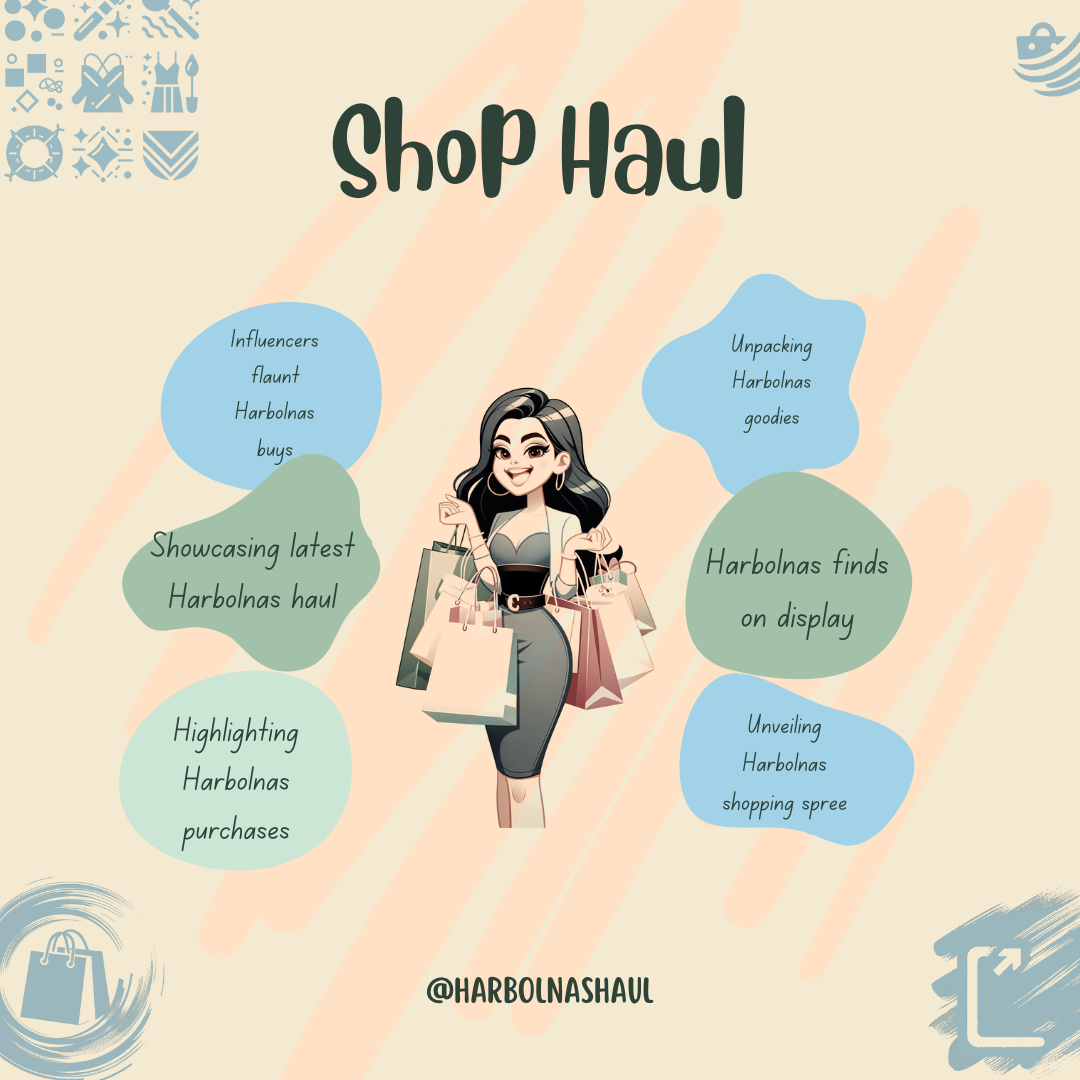 Shop Haul
Influencers
flaunt
Harbolnas
buys
Unpacking
Harbolnas
goodies
Showcasing latest
Harbolnas haul
Harbolnas finds
on display
Highlighting
Harbolnas
purchases
Unveiling
Harbolnas
shopping spree
@HARBOLNASHAUL